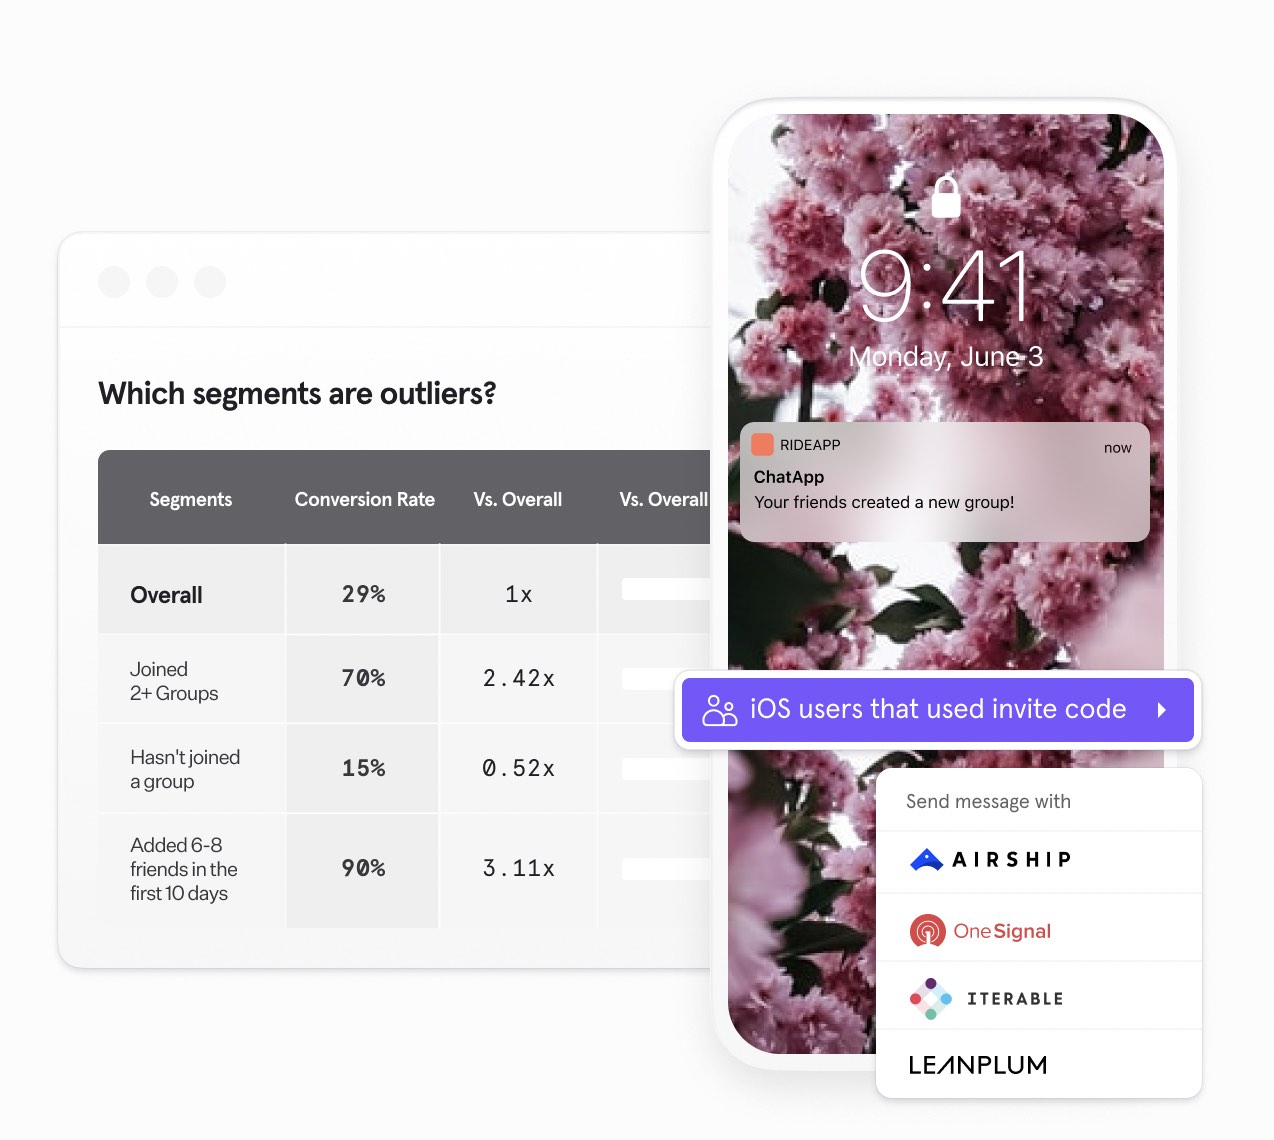 Which segments are outliers?
Segments Conversion Rate Vs. Overall Vs. Overall
Overall 29% 1x
Joined
2+ Groups
70% 2.42x
Hasn't joined
a group
15% 0.52x
Added 6-8
friends in the
first 10 days
90% 3.11x
9:41
Monday, June 3
RIDEAPP now
ChatApp
Your friends created a new group!
iOS users that used invite code
Send message with
AIRSHIP
OneSignal
ITERABLE
LEANPLUM